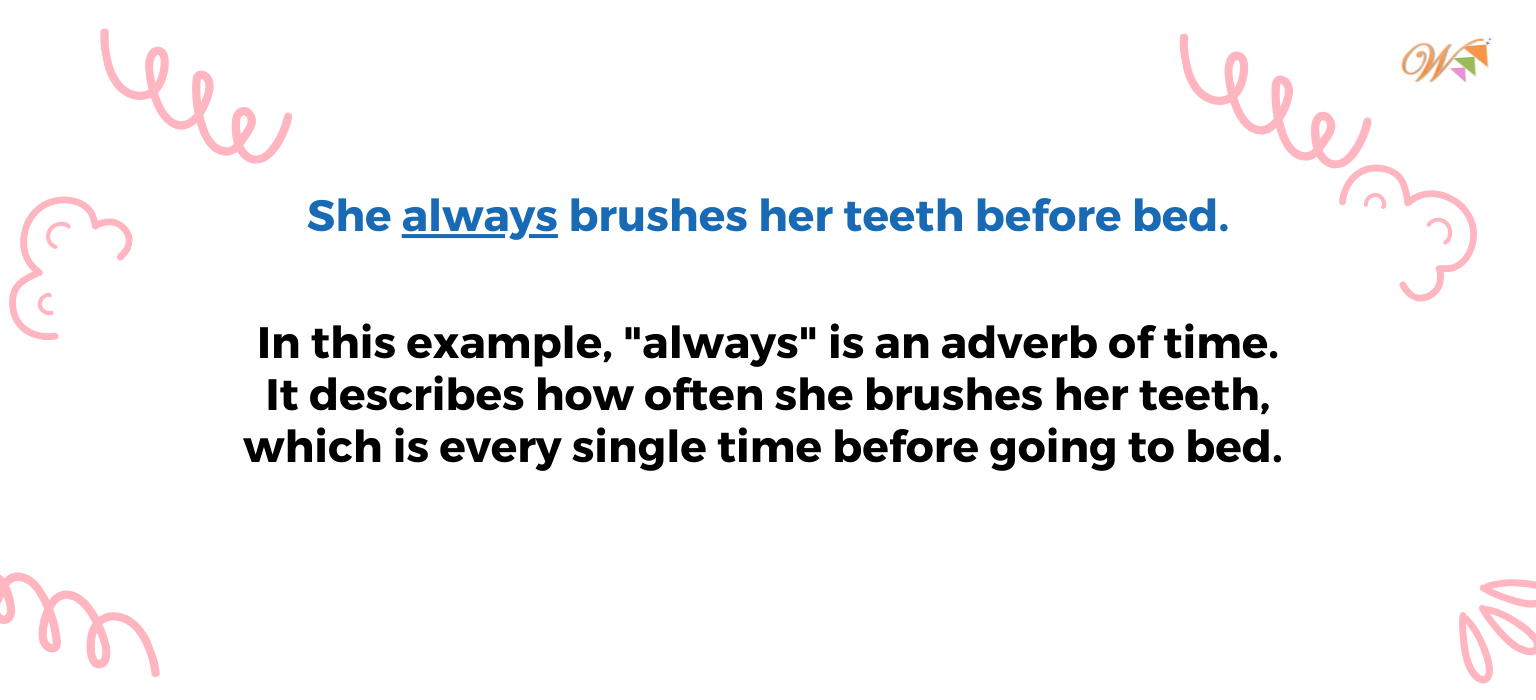 W
She always brushes her teeth before bed.
In this example, "always" is an adverb of time.
It describes how often she brushes her teeth,
which is every single time before going to bed.